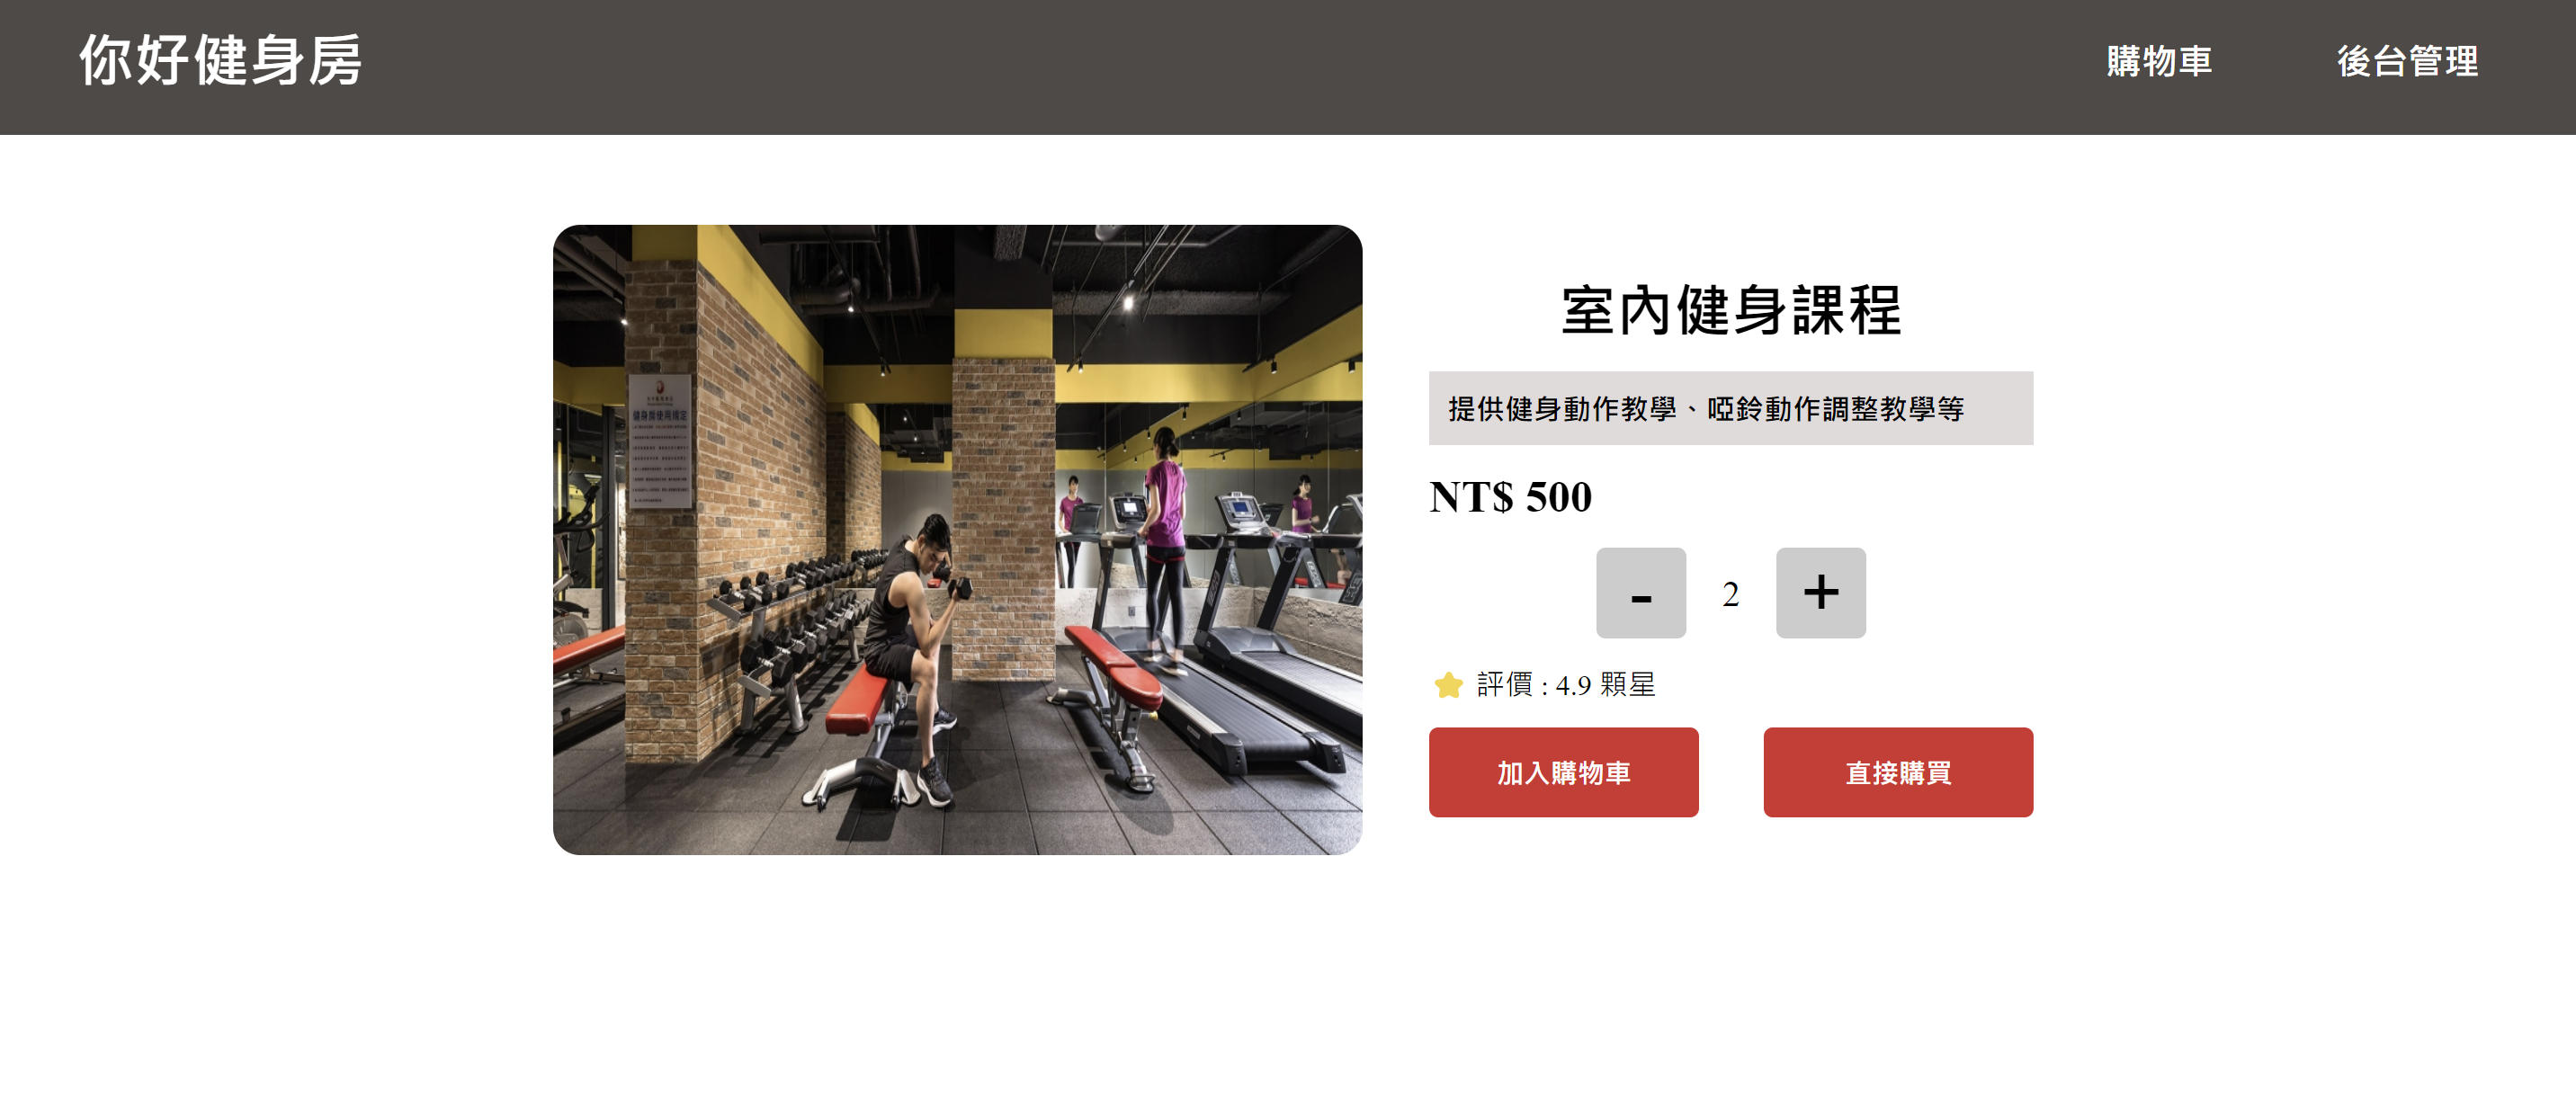 你好健身房
購物車
後台管理
室內健身課程
健身房使用規定
提供健身動作教學、啞鈴動作調整教學等
NT$ 500
- 2 +
評價 : 4.9 顆星
加入購物車
直接購買